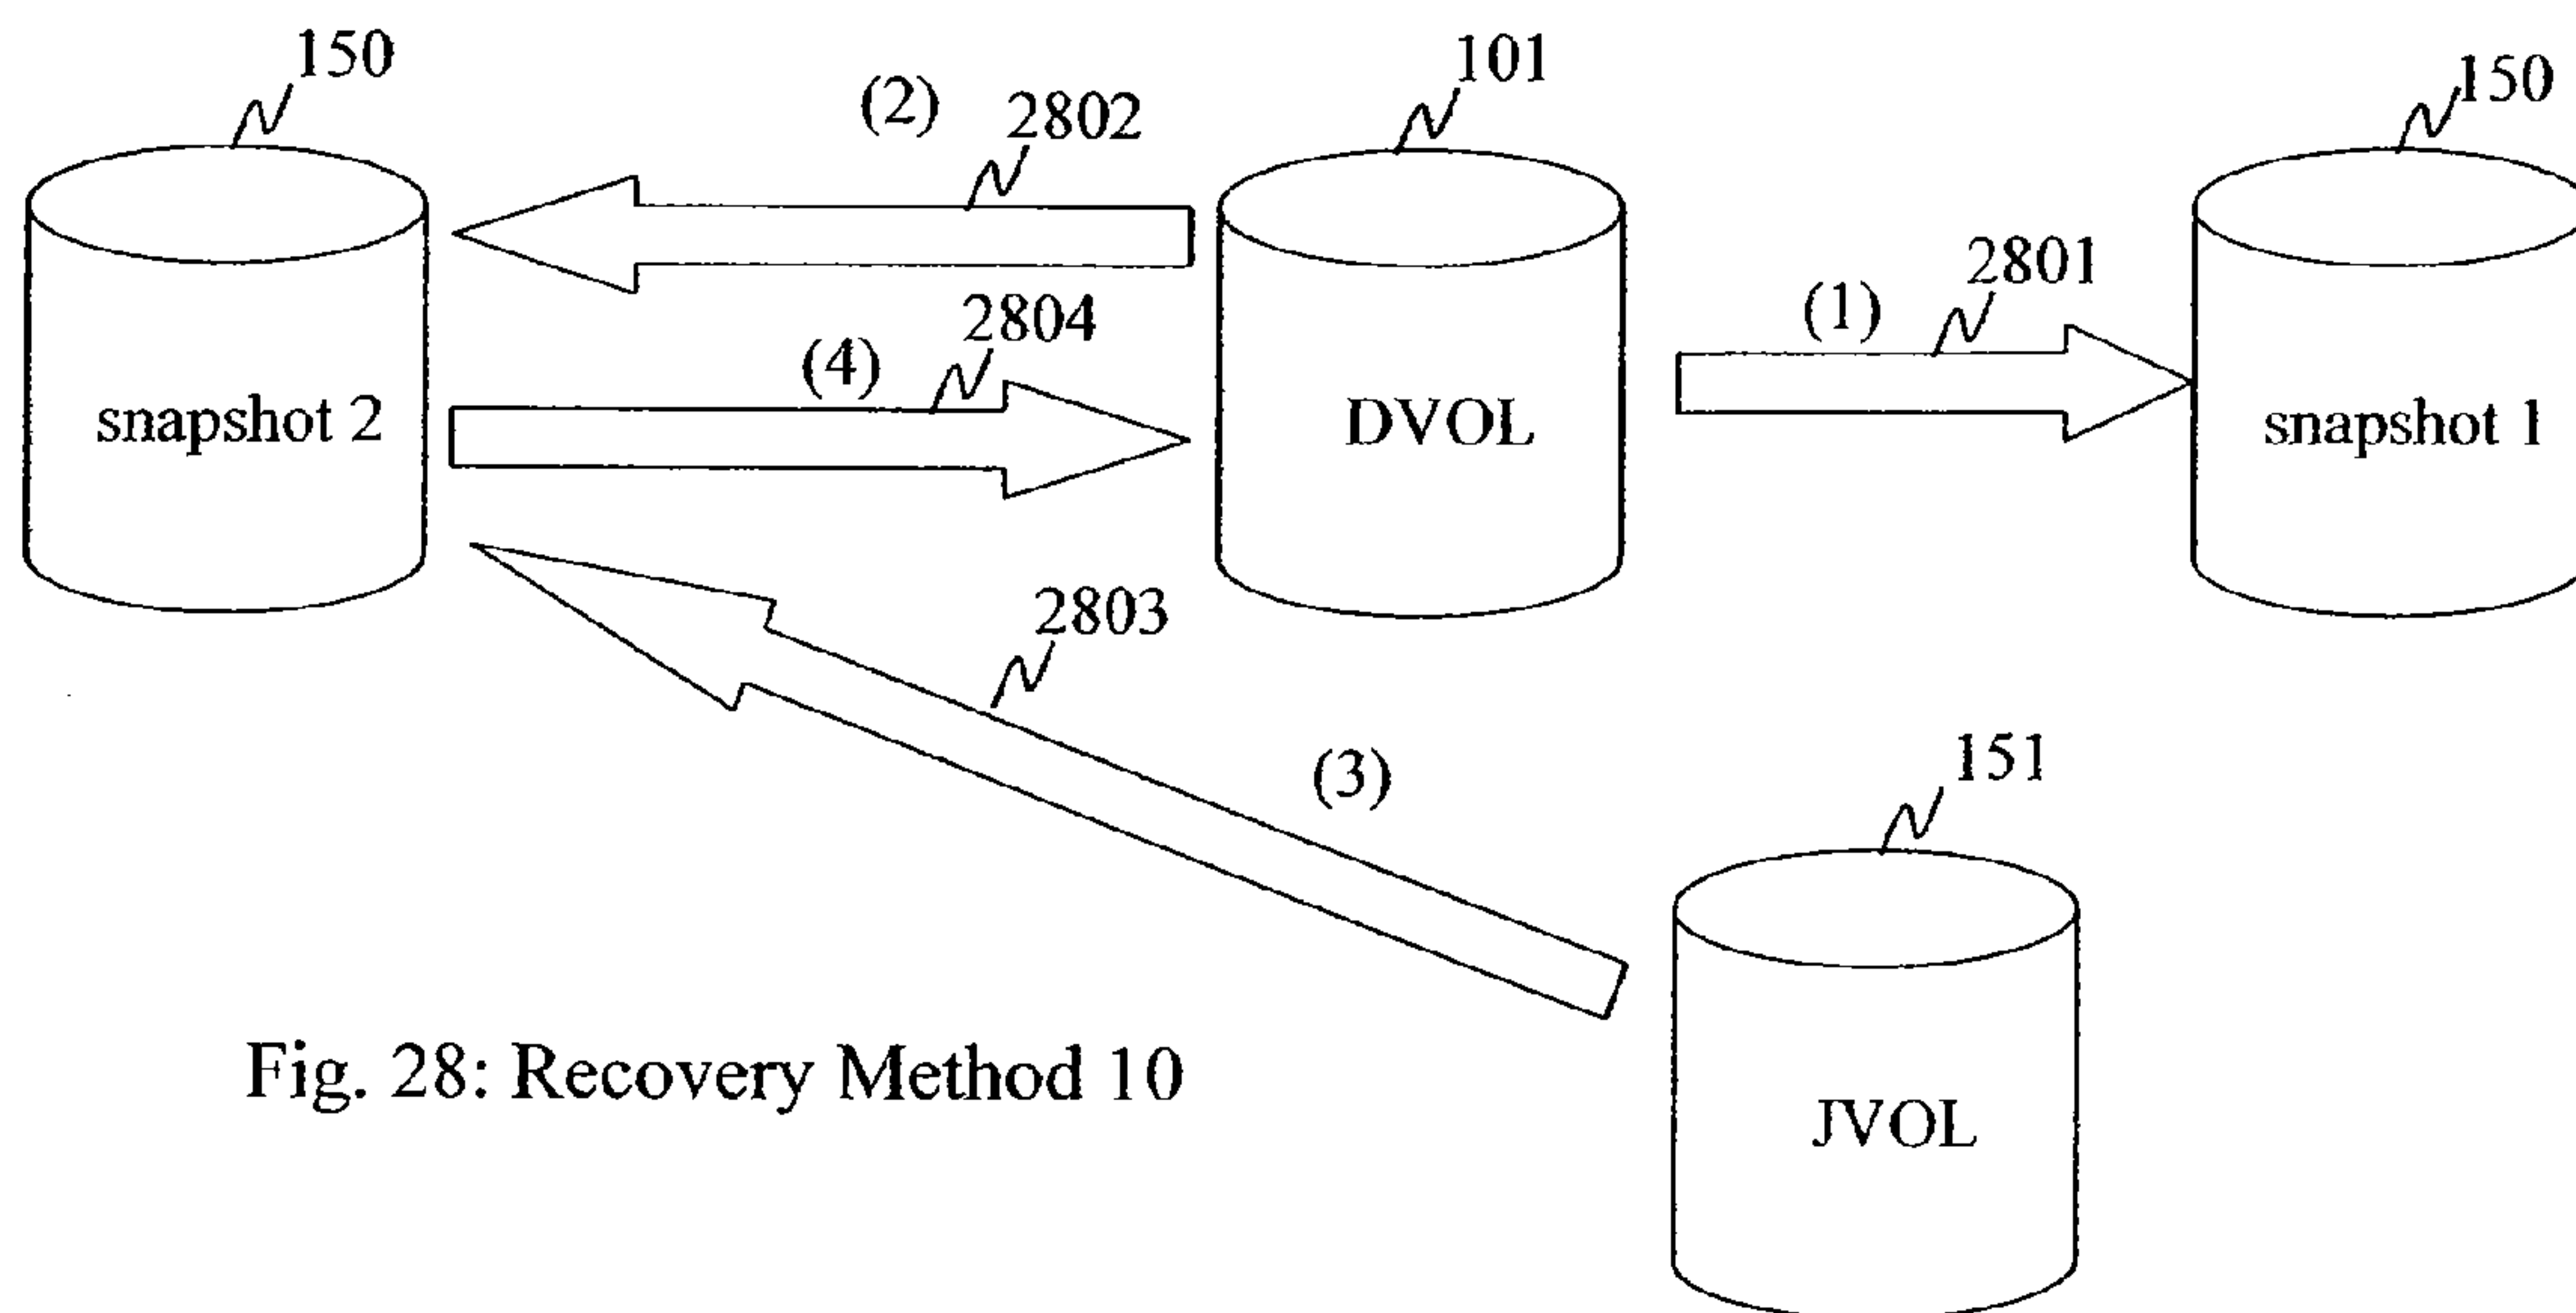 150
101
150
(2)
2802
2801
(1)
2804
(4)
snapshot 2
DVOL
snapshot 1
2803
(3)
151
Fig. 28: Recovery Method 10
JVOL